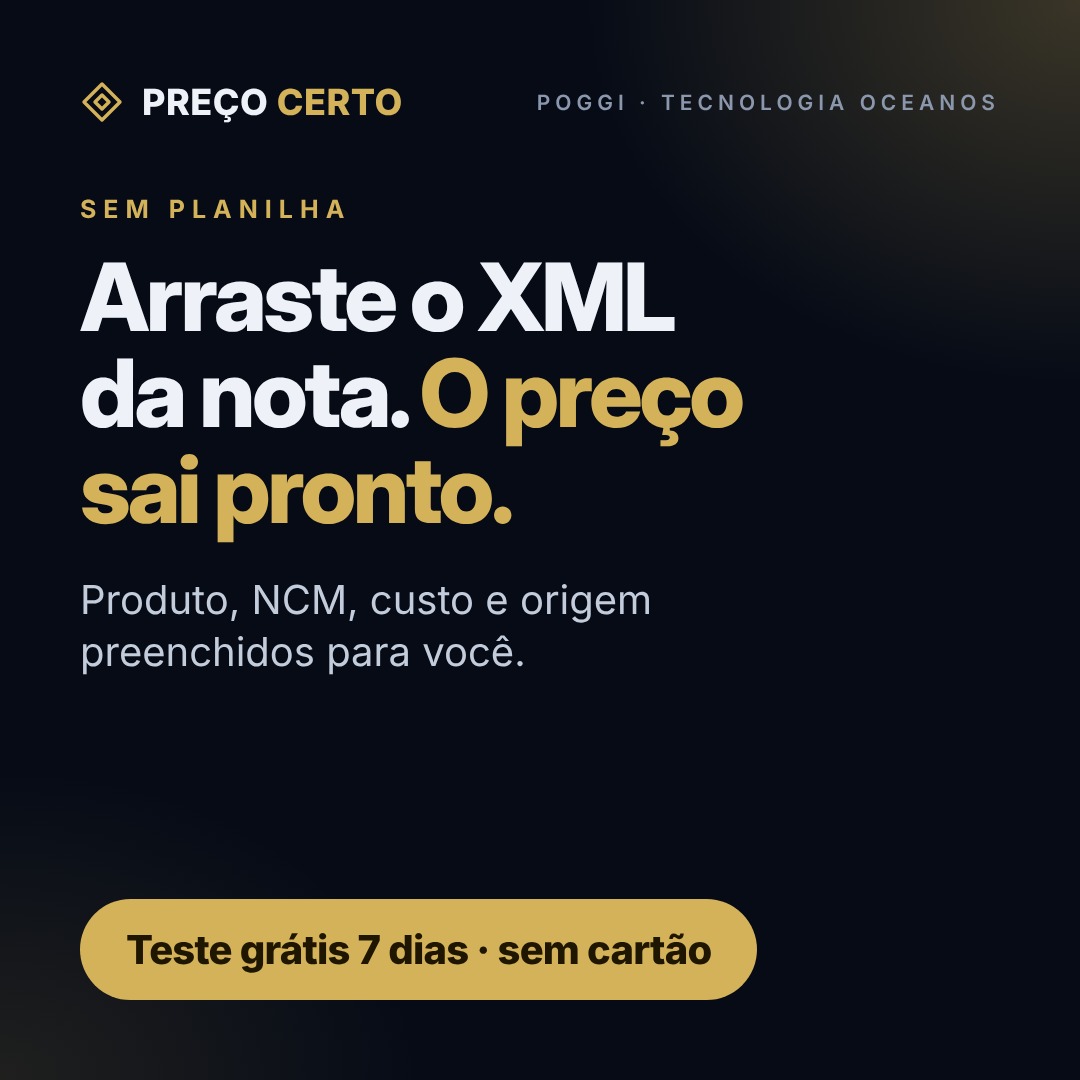 PREÇO CERTO
POGGI · TECNOLOGIA OCEANOS
SEM PLANILHA
Arraste o XML
da nota. O preço
sai pronto.
Produto, NCM, custo e origem
preenchidos para você.
Teste grátis 7 dias · sem cartão